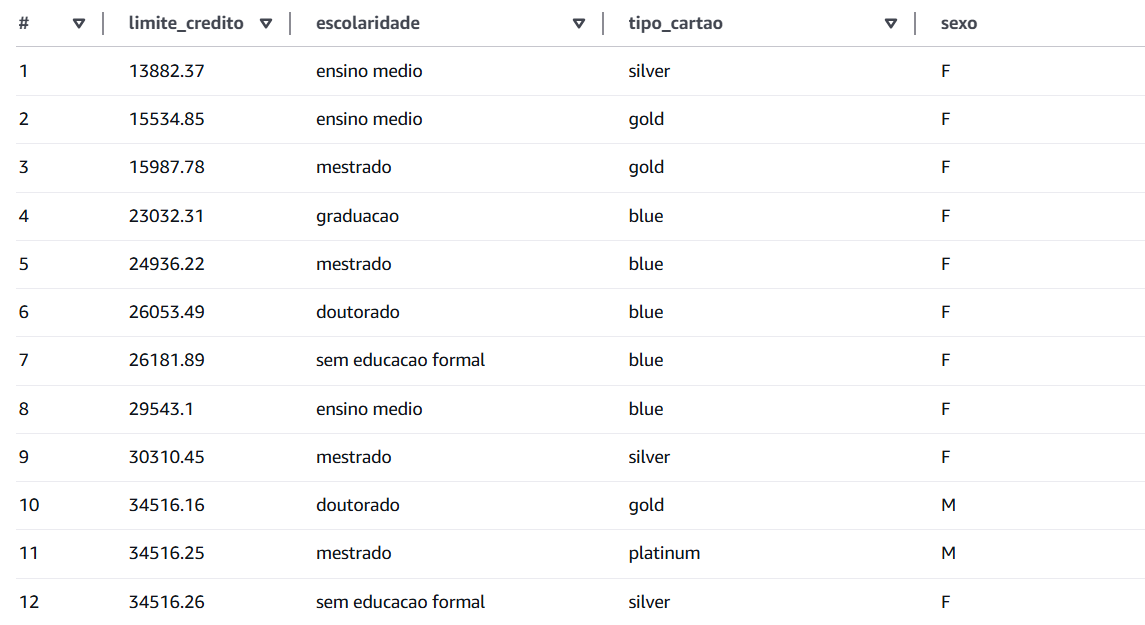 # limite_credito escolaridade tipo_cartao sexo
1 13882.37 ensino medio silver F
2 15534.85 ensino medio gold F
3 15987.78 mestrado gold F
4 23032.31 graduacao blue F
5 24936.22 mestrado blue F
6 26053.49 doutorado blue F
7 26181.89 sem educacao formal blue F
8 29543.1 ensino medio blue F
9 30310.45 mestrado silver F
10 34516.16 doutorado gold M
11 34516.25 mestrado platinum M
12 34516.26 sem educacao formal silver F